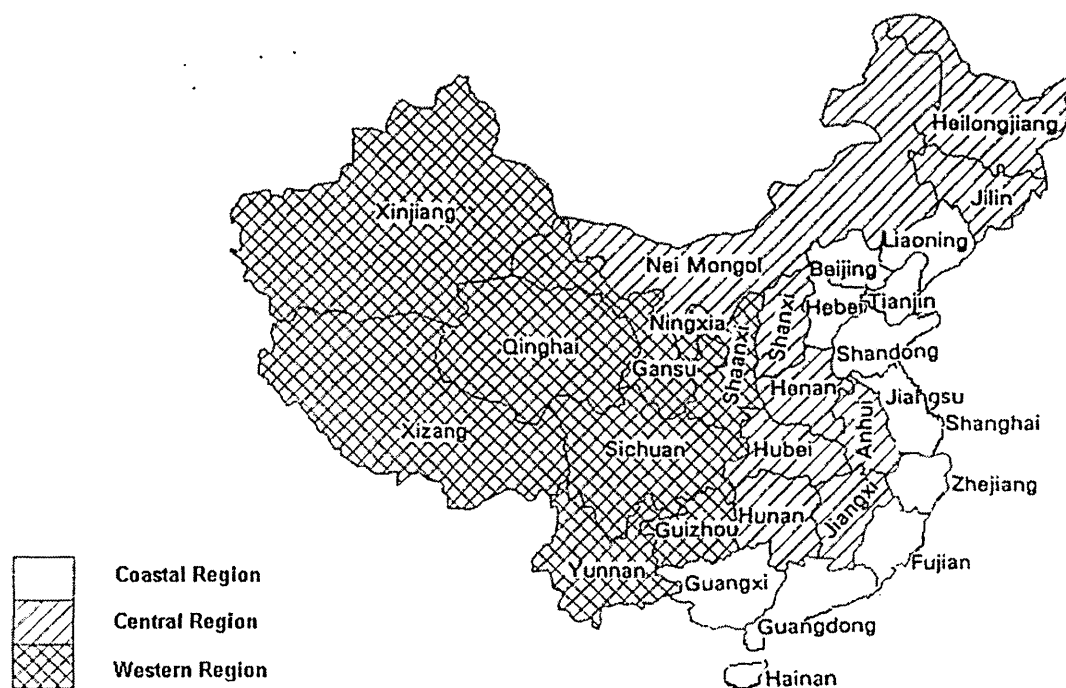 Heilongjiang
Jilin
Xinjiang
Liaoning
Nei Mongol
Beijing
Hebei
Tianjin
Ningxia
Shaanxi
Shanxi
Qinghai
Gansu
Shandong
Henan
Jiangsu
Shanghai
Anhui
Xizang
Sichuan
Hubei
Zhejiang
Jiangxi
Hunan
Guizhou
Fujian
Yunnan
Guangxi
Guangdong
Hainan
Coastal Region
Central Region
Western Region